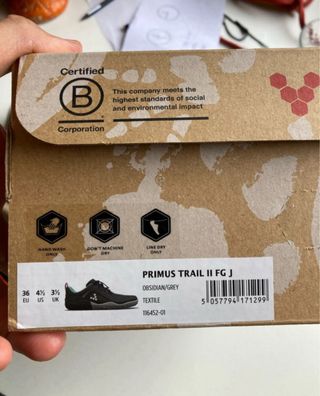 Certified
B
Corporation
This company meets the
highest standards of social
and environmental impact
HAND WASH
ONLY
DON'T MACHINE
DRY
LINE DRY
ONLY
36 4½ 3½
EU US UK
PRIMUS TRAIL II FG J
OBSIDIAN/GREY
TEXTILE
116452-01
5 057794 171299